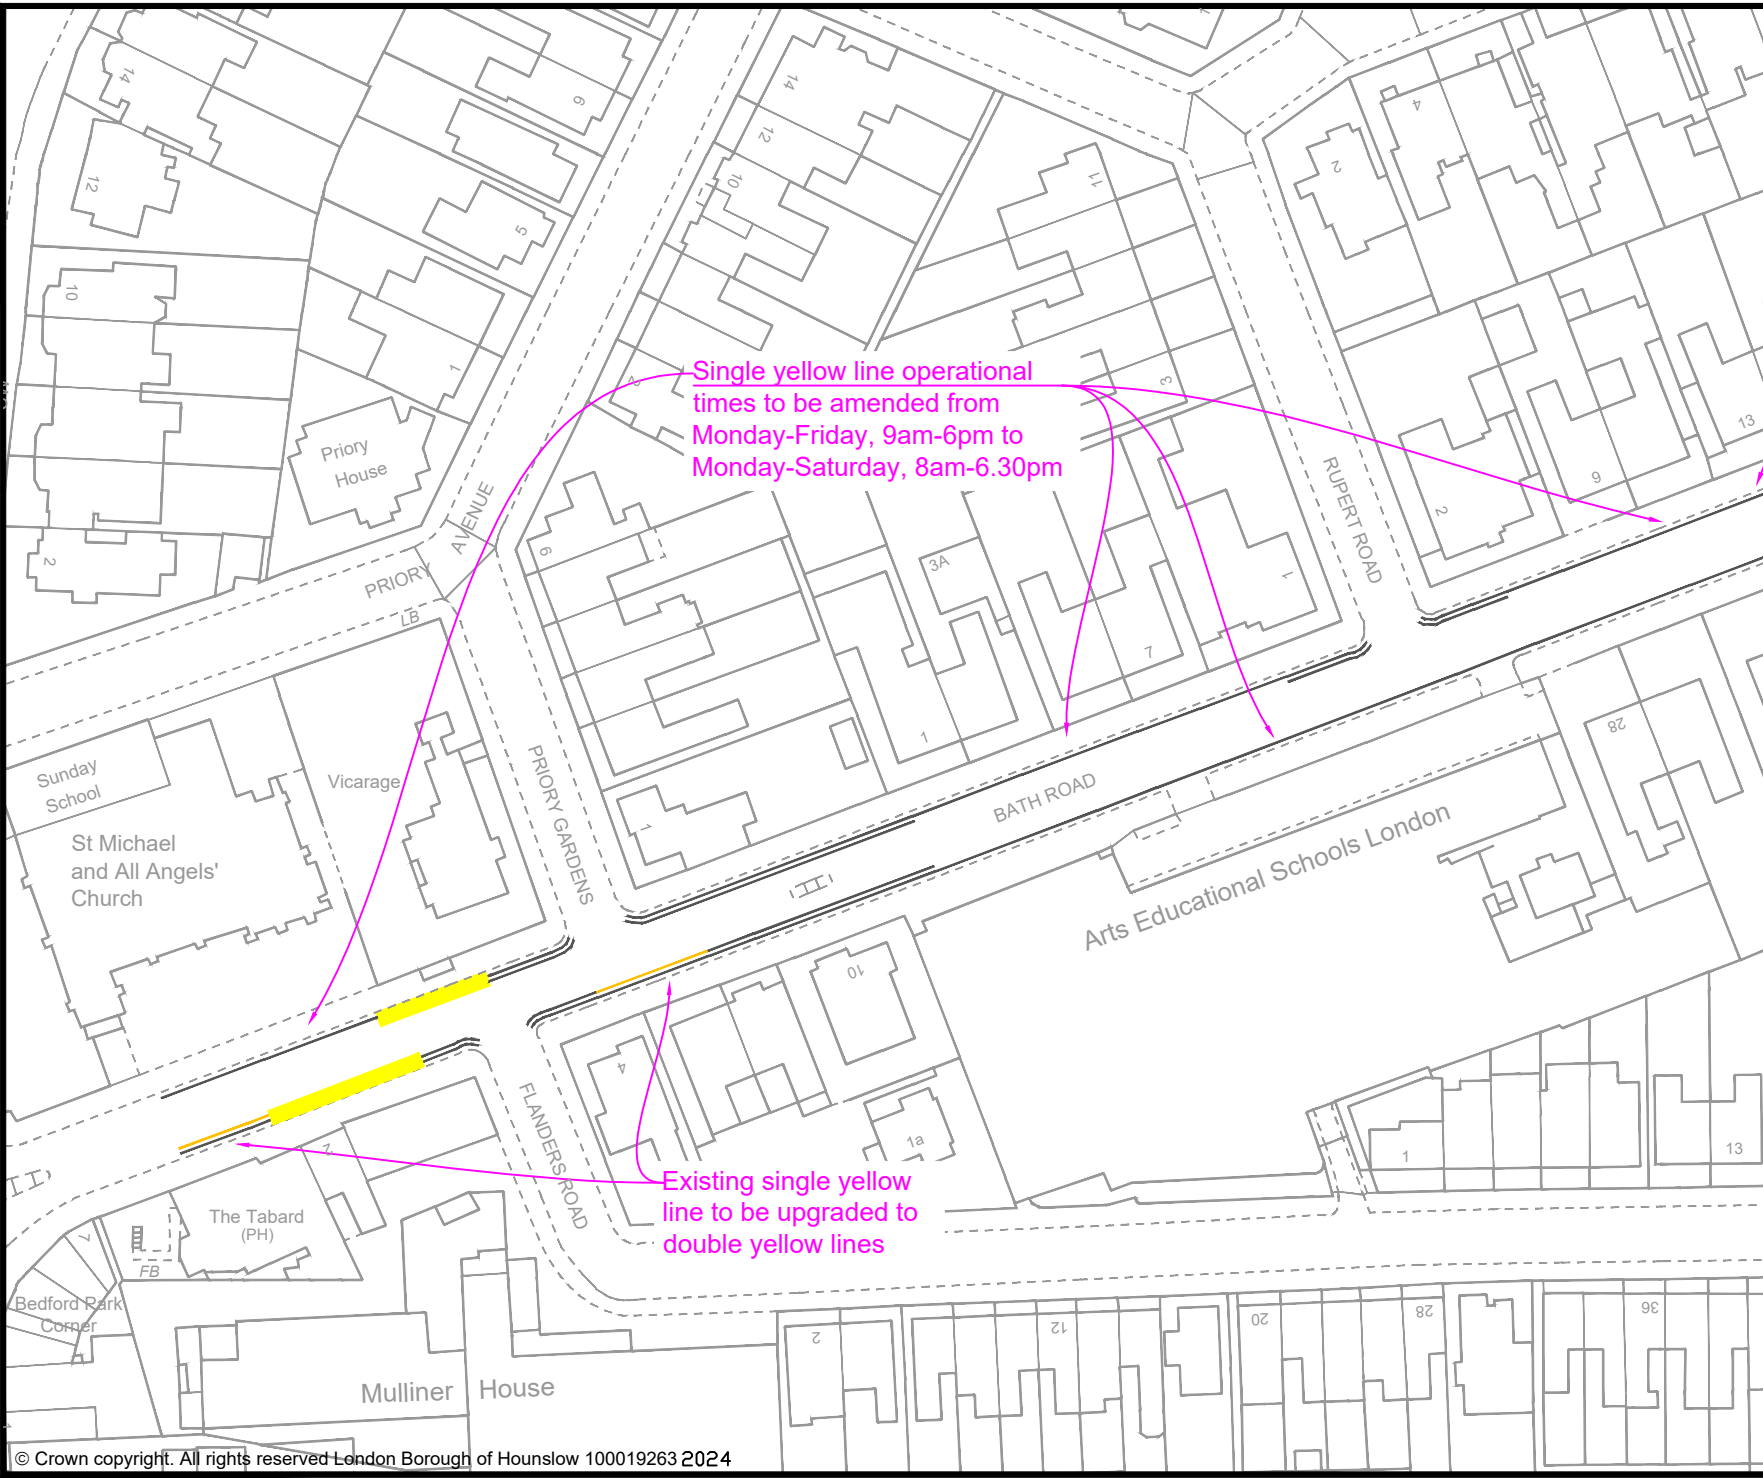 14
6
14
12
12
10
5
10
1
2
11
3
2
4
13
9
2
Single yellow line operational
times to be amended from
Monday-Friday, 9am-6pm to
Monday-Saturday, 8am-6.30pm
Priory
House
PRIORY
AVENUE
LB
RUPERT ROAD
2
6
3A
7
1
1
1
28
Sunday
School
Vicarage
St Michael
and All Angels'
Church
PRIORY GARDENS
BATH ROAD
Arts Educational Schools London
10
4
1a
1
13
FLANDERS ROAD
Existing single yellow
line to be upgraded to
double yellow lines
2
The Tabard
(PH)
7
FB
Bedford Park
Corner
Mulliner House
2
12
20
28
36
© Crown copyright. All rights reserved London Borough of Hounslow 100019263 2024